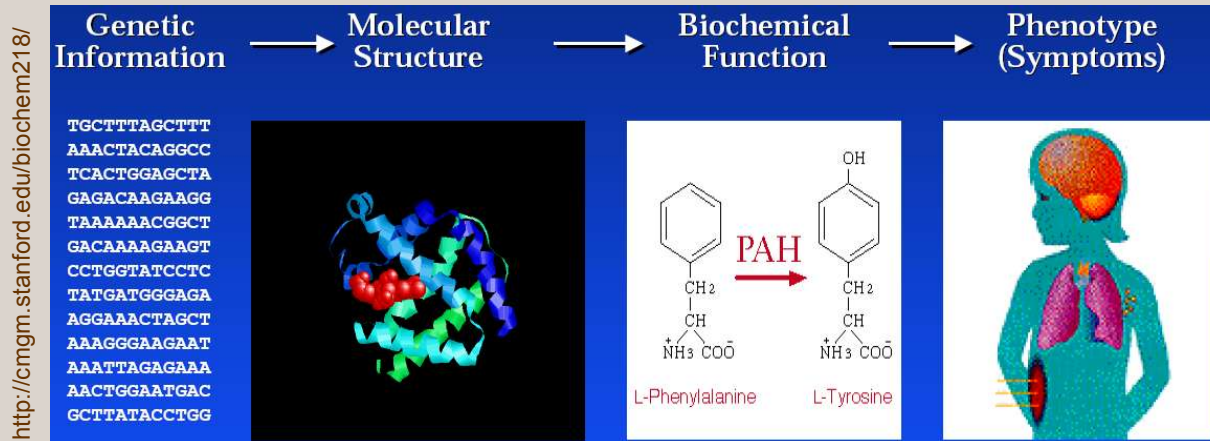 http://cmgm.stanford.edu/biochem218/
Genetic
Information
Molecular
Structure
Biochemical
Function
Phenotype
(Symptoms)
TGCTTTAGCTTT
AAACTACAGGCC
TCACTGGAGCTA
GAGACAAGAAGG
TAAAAAACGGCT
GACAAAAGAAGT
CCTGGTATCCTC
TATGATGGGAGA
AGGAAACTAGCT
AAAGGGAAGAAT
AAATTAGAGAAA
AACTGGAATGAC
GCTTATACCTGG
CH2
CH
+
NH3 COO-
L-Phenylalanine
PAH
OH
CH2
CH
+
NH3 COO-
L-Tyrosine